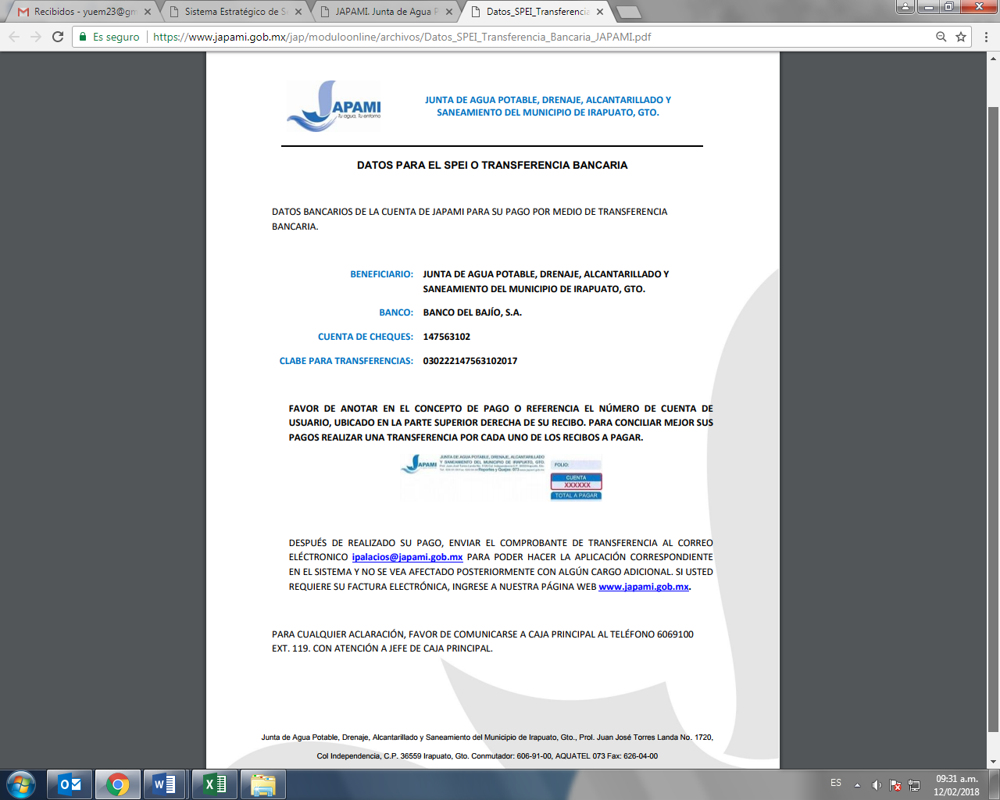 Recibidos - yuem23@gm
Sistema Estratégico de Se
JAPAMI. Junta de Agua P
Datos_SPEI_Transferencia
Es seguro
https://www.japami.gob.mx/jap/moduloonline/archivos/Datos_SPEI_Transferencia_Bancaria_JAPAMI.pdf
JAPAMI
Tu agua, Tu entorno
JUNTA DE AGUA POTABLE, DRENAJE, ALCANTARILLADO Y
SANEAMIENTO DEL MUNICIPIO DE IRAPUATO, GTO.
DATOS PARA EL SPEI O TRANSFERENCIA BANCARIA
DATOS BANCARIOS DE LA CUENTA DE JAPAMI PARA SU PAGO POR MEDIO DE TRANSFERENCIA
BANCARIA.
BENEFICIARIO: JUNTA DE AGUA POTABLE, DRENAJE, ALCANTARILLADO Y
SANEAMIENTO DEL MUNICIPIO DE IRAPUATO, GTO.
BANCO: BANCO DEL BAJÍO, S.A.
CUENTA DE CHEQUES: 147563102
CLABE PARA TRANSFERENCIAS: 030222147563102017
FAVOR DE ANOTAR EN EL CONCEPTO DE PAGO O REFERENCIA EL NÚMERO DE CUENTA DE
USUARIO, UBICADO EN LA PARTE SUPERIOR DERECHA DE SU RECIBO. PARA CONCILIAR MEJOR SUS
PAGOS REALIZAR UNA TRANSFERENCIA POR CADA UNO DE LOS RECIBOS A PAGAR.
JAPAMI
JUNTA DE AGUA POTABLE, DRENAJE, ALCANTARILLADO
Y SANEAMIENTO DEL MUNICIPIO DE IRAPUATO, GTO.
Reportes y Quejas: 073
FOLIO:
CUENTA
XXXXXX
TOTAL A PAGAR
DESPUÉS DE REALIZADO SU PAGO, ENVIAR EL COMPROBANTE DE TRANSFERENCIA AL CORREO
ELÉCTRONICO ipalacios@japami.gob.mx PARA PODER HACER LA APLICACIÓN CORRESPONDIENTE
EN EL SISTEMA Y NO SE VEA AFECTADO POSTERIORMENTE CON ALGÚN CARGO ADICIONAL. SI USTED
REQUIERE SU FACTURA ELECTRÓNICA, INGRESE A NUESTRA PÁGINA WEB www.japami.gob.mx.
PARA CUALQUIER ACLARACIÓN, FAVOR DE COMUNICARSE A CAJA PRINCIPAL AL TELÉFONO 6069100
EXT. 119. CON ATENCIÓN A JEFE DE CAJA PRINCIPAL.
Junta de Agua Potable, Drenaje, Alcantarillado y Saneamiento del Municipio de Irapuato, Gto., Prol. Juan José Torres Landa No. 1720,
Col Independencia, C.P. 36559 Irapuato, Gto. Conmutador: 606-91-00, AQUATEL 073 Fax: 626-04-00
ES
09:31 a.m.
12/02/2018